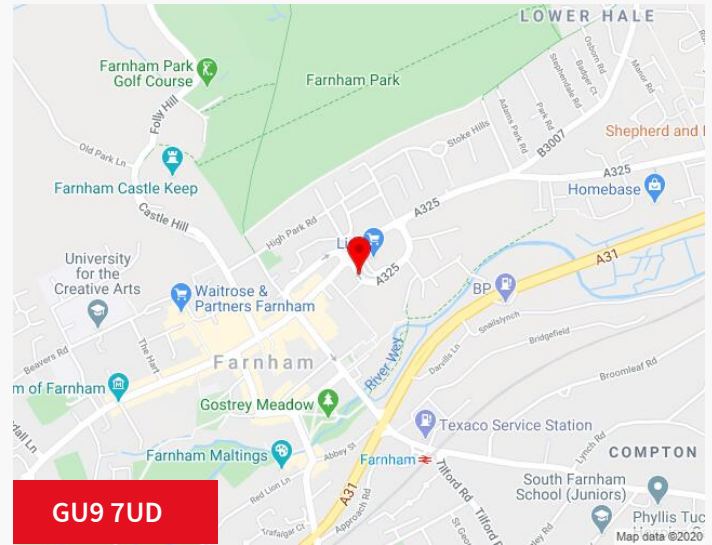 LOWER HALE
Farnham Park
Golf Course
Farnham Park
Osborn Rd
Badger Ct
Stephendale Rd
Manor Rd
Park Rd
Adams Park Rd
Folly Hill
Stoke Hills
B3007
Shepherd and
Old Park Ln
A325
Farnham Castle Keep
Homebase
Castle Hill
High Park Rd
A325
A31
University
for the
Creative Arts
A325
BP
Waitrose &
Partners Farnham
Snailslynch
Bridgefield
Beavers Rd
The Hart
Farnham
River Wey
Darvills Ln
Broomleaf Rd
m of Farnham
Gostrey Meadow
Texaco Service Station
Lynch Rd
Farnham Maltings
Abbey St
Farnham
COMPTON
Red Lion Ln
Tilford Rd
South Farnham
School (Juniors)
A31
Approach Rd
Tilford Rd
GU9 7UD
Phyllis Tuc
Map data ©2020